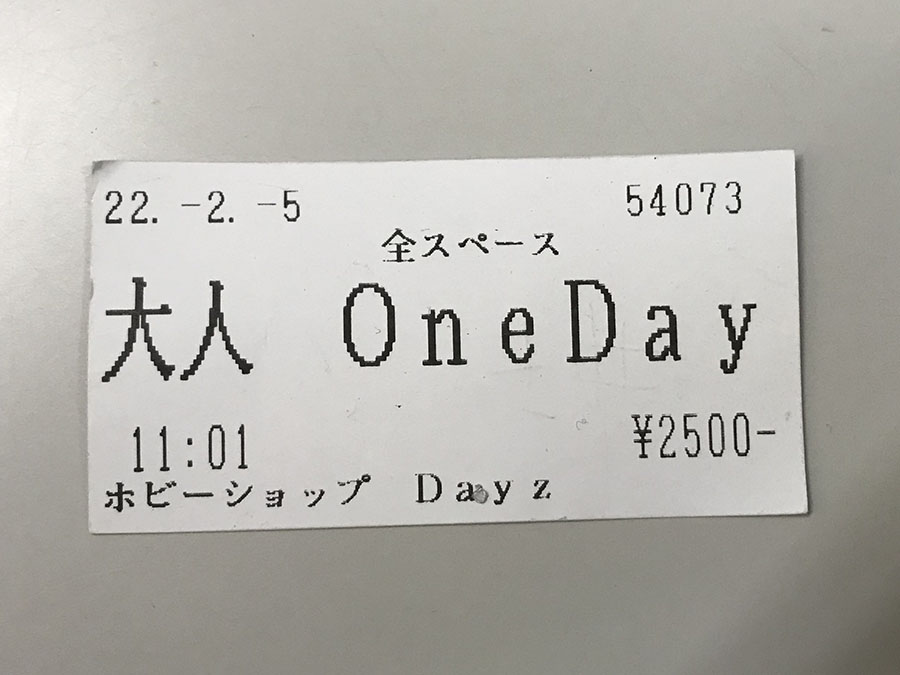 22.-2.-5 54073
全スペース
大人 OneDay
11:01 ¥2500-
ホビーショップ Dayz